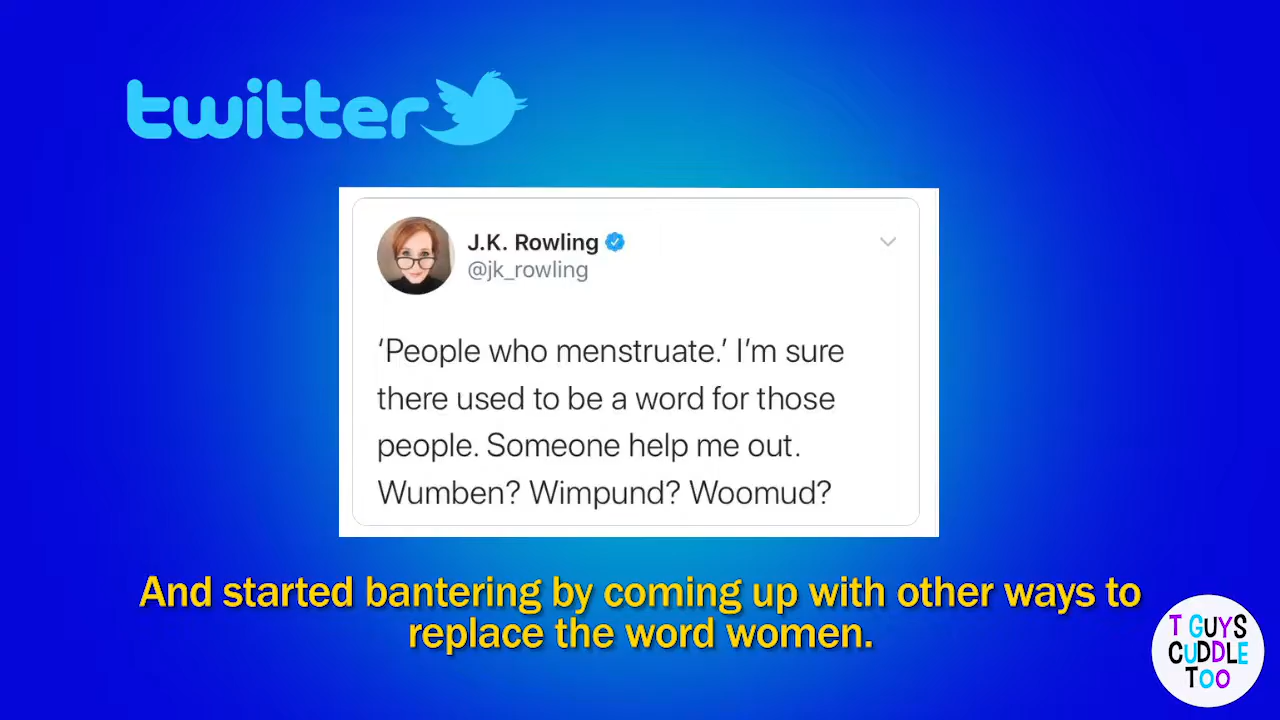 twitter
J.K. Rowling
@jk_rowling
‘People who menstruate.’ I’m sure
there used to be a word for those
people. Someone help me out.
Wumben? Wimpund? Woomud?
And started bantering by coming up with other ways to
replace the word women.
T GUYS
CUDDLE
TOO